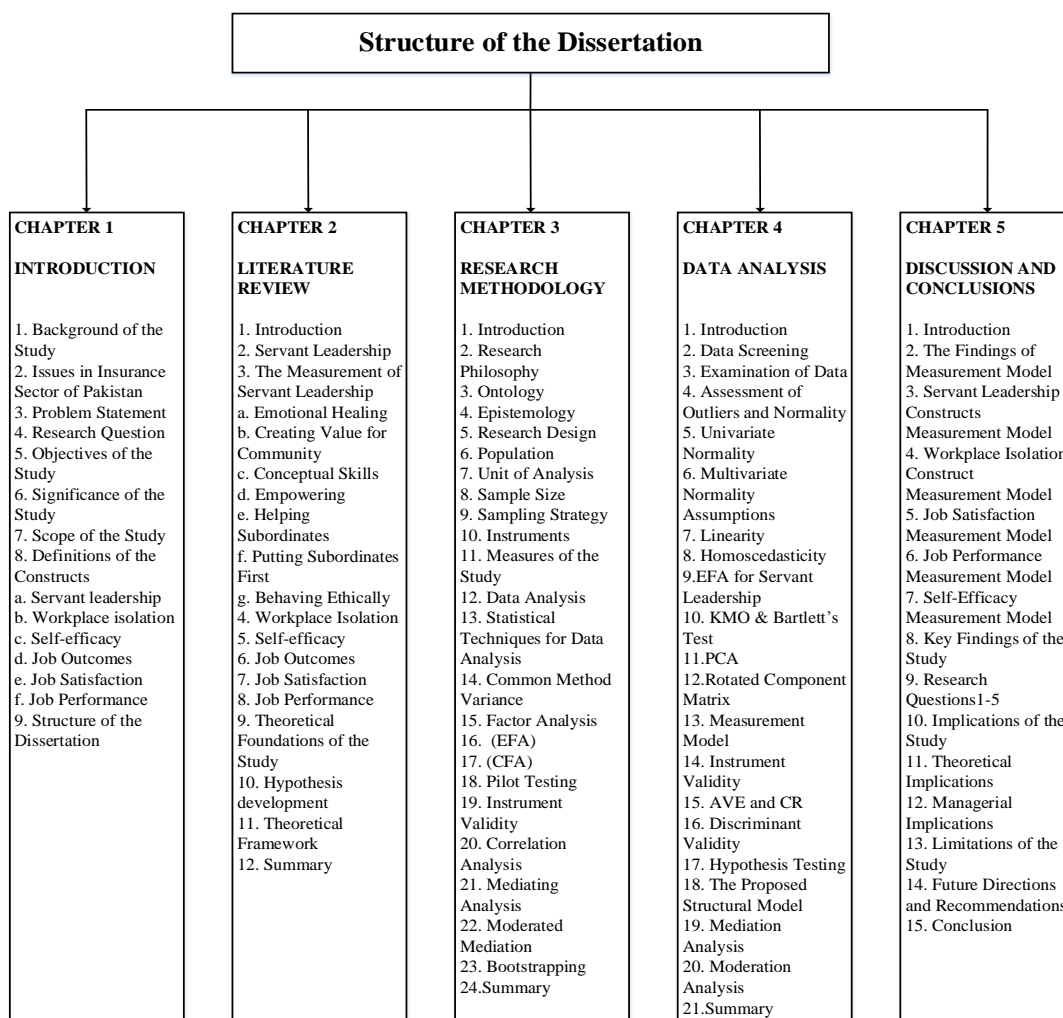 Structure of the Dissertation
CHAPTER 1
INTRODUCTION
1. Background of the
Study
2. Issues in Insurance
Sector of Pakistan
3. Problem Statement
4. Research Question
5. Objectives of the
Study
6. Significance of the
Study
7. Scope of the Study
8. Definitions of the
Constructs
a. Servant leadership
b. Workplace isolation
c. Self-efficacy
d. Job Outcomes
e. Job Satisfaction
f. Job Performance
9. Structure of the
Dissertation
CHAPTER 2
LITERATURE
REVIEW
1. Introduction
2. Servant Leadership
3. The Measurement of
Servant Leadership
a. Emotional Healing
b. Creating Value for
Community
c. Conceptual Skills
d. Empowering
e. Helping
Subordinates
f. Putting Subordinates
First
g. Behaving Ethically
4. Workplace Isolation
5. Self-efficacy
6. Job Outcomes
7. Job Satisfaction
8. Job Performance
9. Theoretical
Foundations of the
Study
10. Hypothesis
development
11. Theoretical
Framework
12. Summary
CHAPTER 3
RESEARCH
METHODOLOGY
1. Introduction
2. Research
Philosophy
3. Ontology
4. Epistemology
5. Research Design
6. Population
7. Unit of Analysis
8. Sample Size
9. Sampling Strategy
10. Instruments
11. Measures of the
Study
12. Data Analysis
13. Statistical
Techniques for Data
Analysis
14. Common Method
Variance
15. Factor Analysis
16. (EFA)
17. (CFA)
18. Pilot Testing
19. Instrument
Validity
20. Correlation
Analysis
21. Mediating
Analysis
22. Moderated
Mediation
23. Bootstrapping
24.Summary
CHAPTER 4
DATA ANALYSIS
1. Introduction
2. Data Screening
3. Examination of Data
4. Assessment of
Outliers and Normality
5. Univariate
Normality
6. Multivariate
Normality
Assumptions
7. Linearity
8. Homoscedasticity
9.EFA for Servant
Leadership
10. KMO & Bartlett’s
Test
11.PCA
12.Rotated Component
Matrix
13. Measurement
Model
14. Instrument
Validity
15. AVE and CR
16. Discriminant
Validity
17. Hypothesis Testing
18. The Proposed
Structural Model
19. Mediation
Analysis
20. Moderation
Analysis
21.Summary
CHAPTER 5
DISCUSSION AND
CONCLUSIONS
1. Introduction
2. The Findings of
Measurement Model
3. Servant Leadership
Constructs
Measurement Model
4. Workplace Isolation
Construct
Measurement Model
5. Job Satisfaction
Measurement Model
6. Job Performance
Measurement Model
7. Self-Efficacy
Measurement Model
8. Key Findings of the
Study
9. Research
Questions1-5
10. Implications of the
Study
11. Theoretical
Implications
12. Managerial
Implications
13. Limitations of the
Study
14. Future Directions
and Recommendations
15. Conclusion